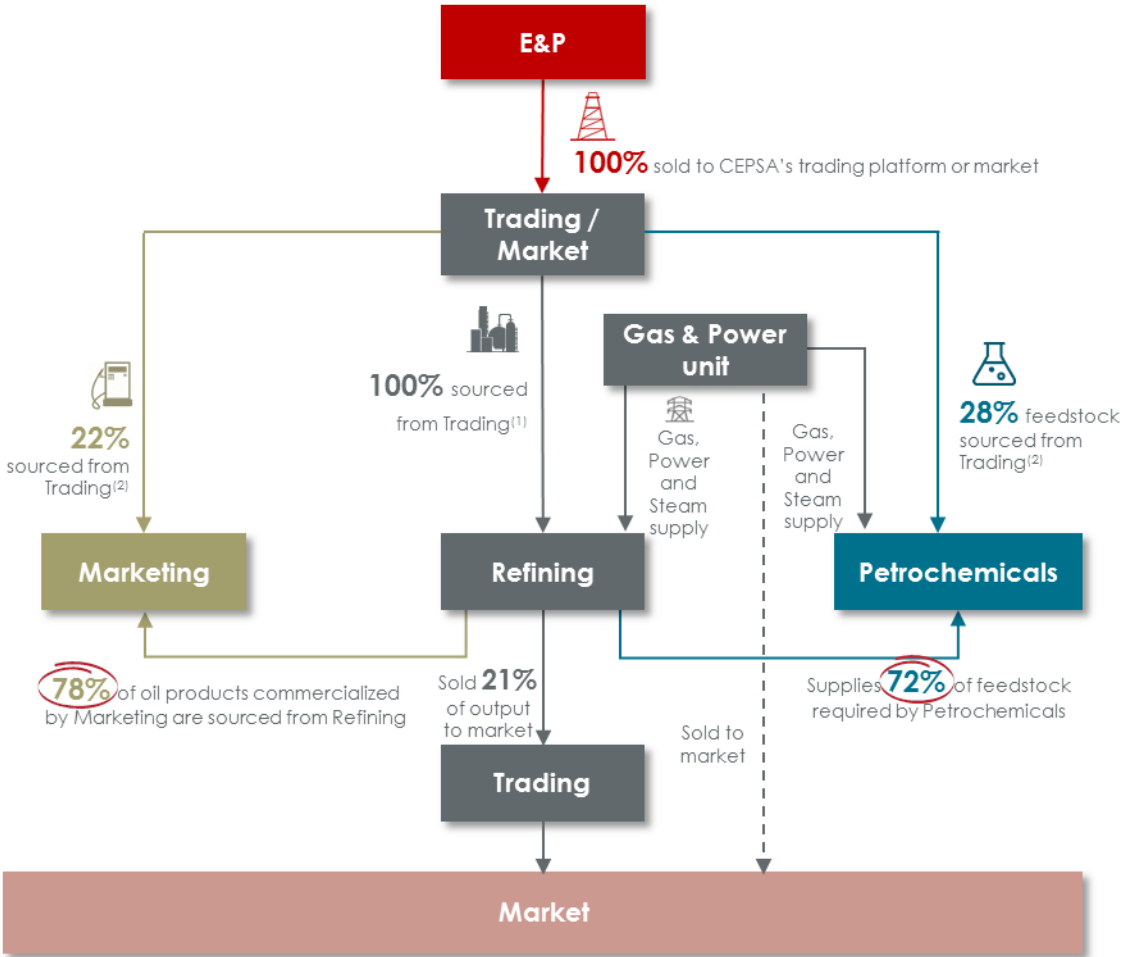 E&P
100% sold to CEPSA's trading platform or market
Trading /
Market
Gas & Power
unit
100% sourced
from Trading(1)
22%
sourced from
Trading(2)
28% feedstock
sourced from
Trading(2)
Gas,
Power
and
Steam
supply
Gas,
Power
and
Steam
supply
Marketing
Refining
Petrochemicals
78% of oil products commercialized
by Marketing are sourced from Refining
Sold 21%
of output
to market
Supplies 72% of feedstock
required by Petrochemicals
Sold to
market
Trading
Market